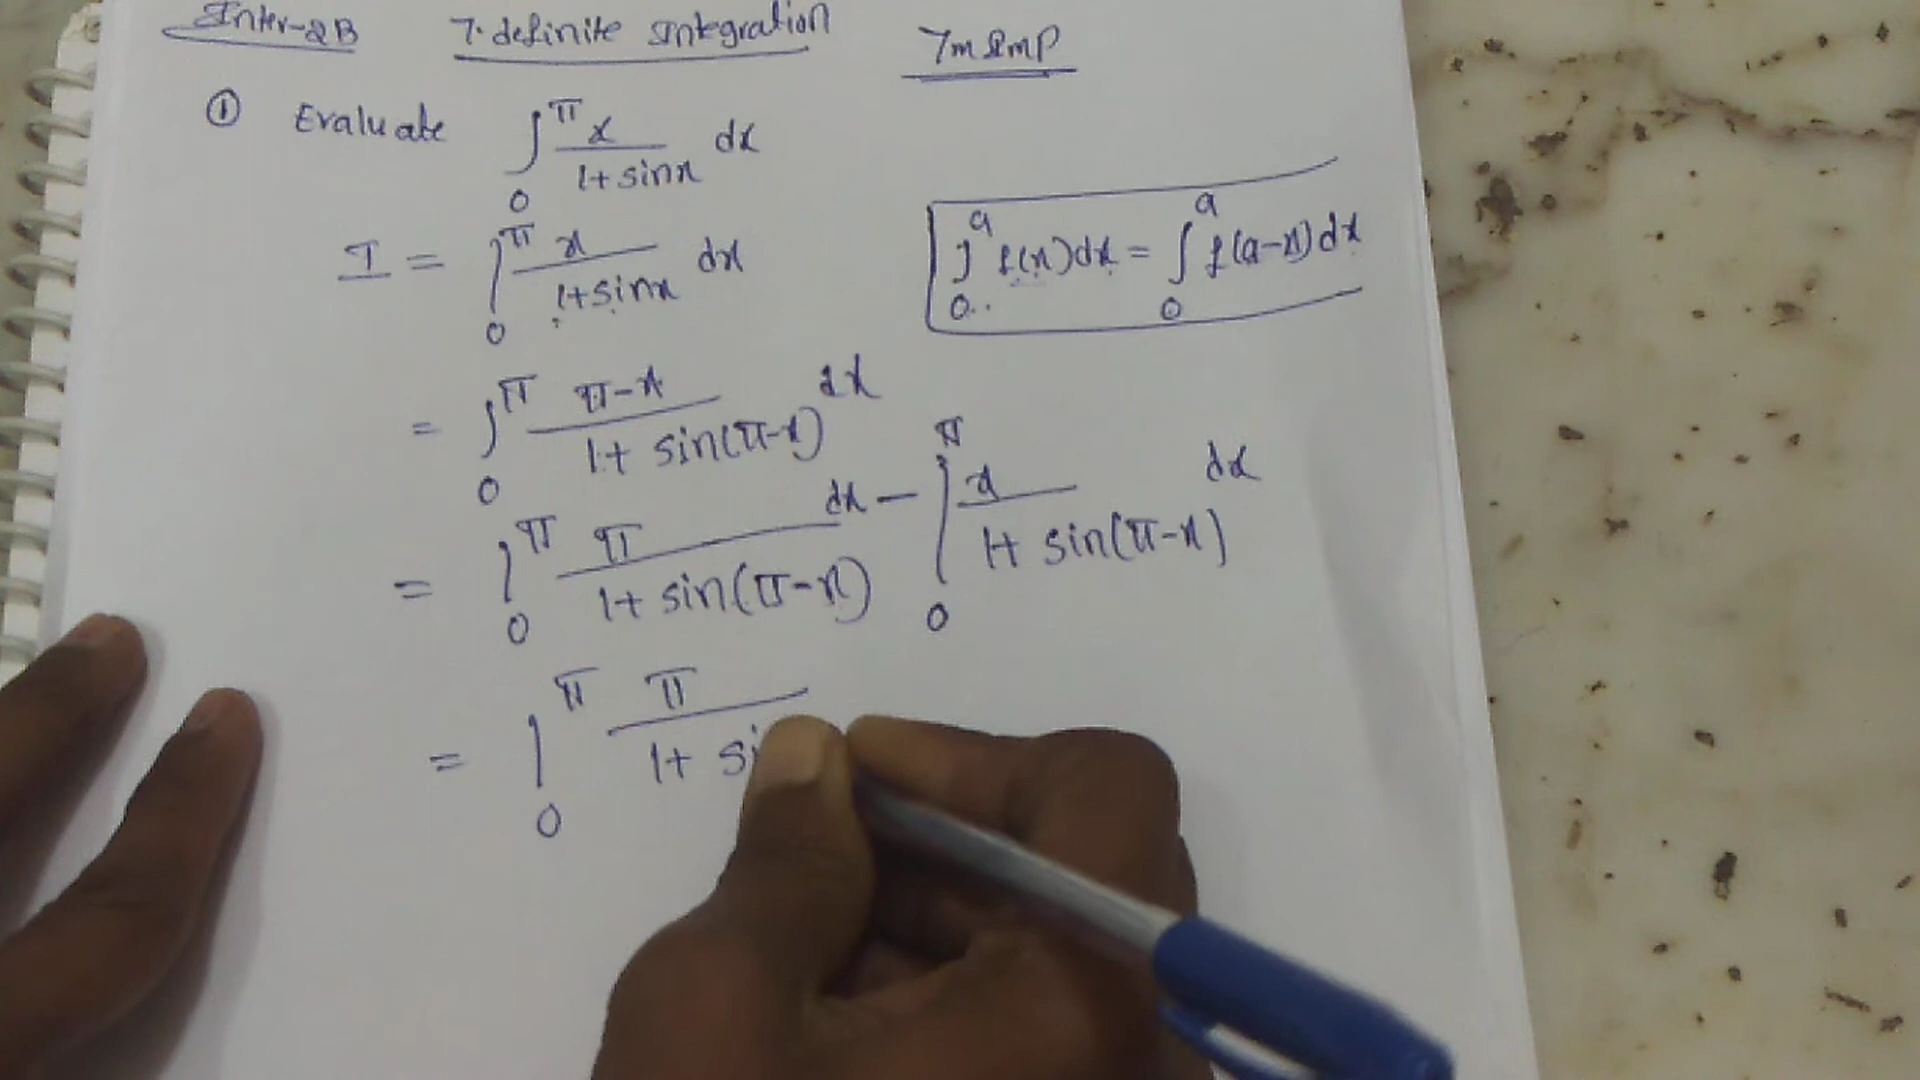 Inter-2B 7. definite Integration 7m Imp
① Evaluate ∫₀^π x/(1+sinx) dx
I = ∫₀^π x/(1+sinx) dx
∫₀^a f(x)dx = ∫₀^a f(a-x)dx
= ∫₀^π (π-x)/(1+ sin(π-x)) dx
= ∫₀^π π/(1+ sin(π-x)) dx - ∫₀^π x/(1+ sin(π-x)) dx
= ∫₀^π π/(1+ si